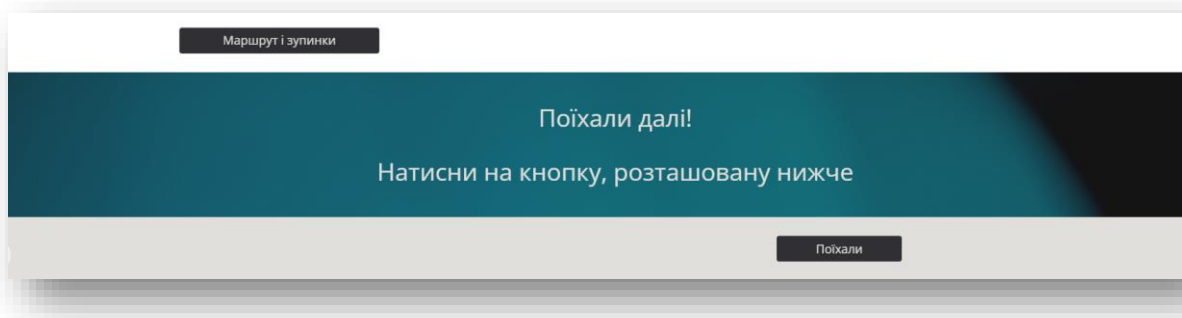 Маршрут і зупинки
Поїхали далі!
Натисни на кнопку, розташовану нижче
Поїхали